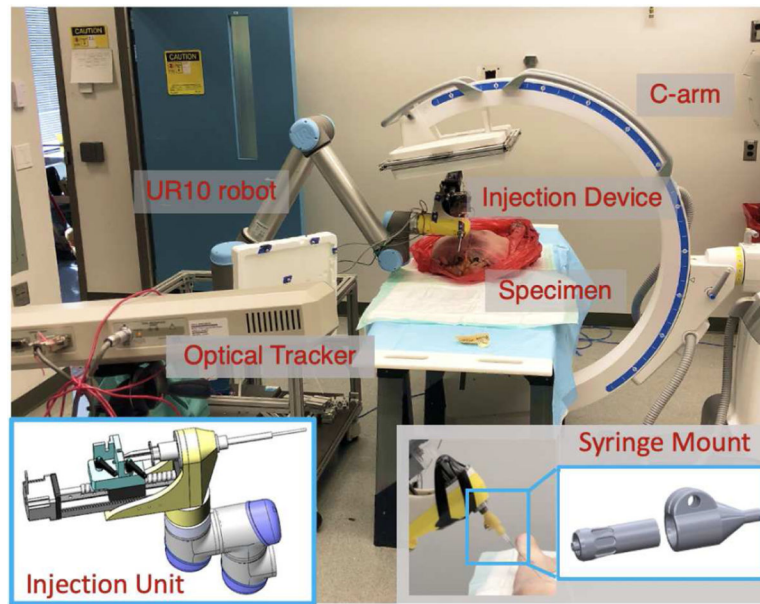 CAUTION
CAUTION
C-arm
UR10 robot
Injection Device
Specimen
Optical Tracker
Syringe Mount
Injection Unit